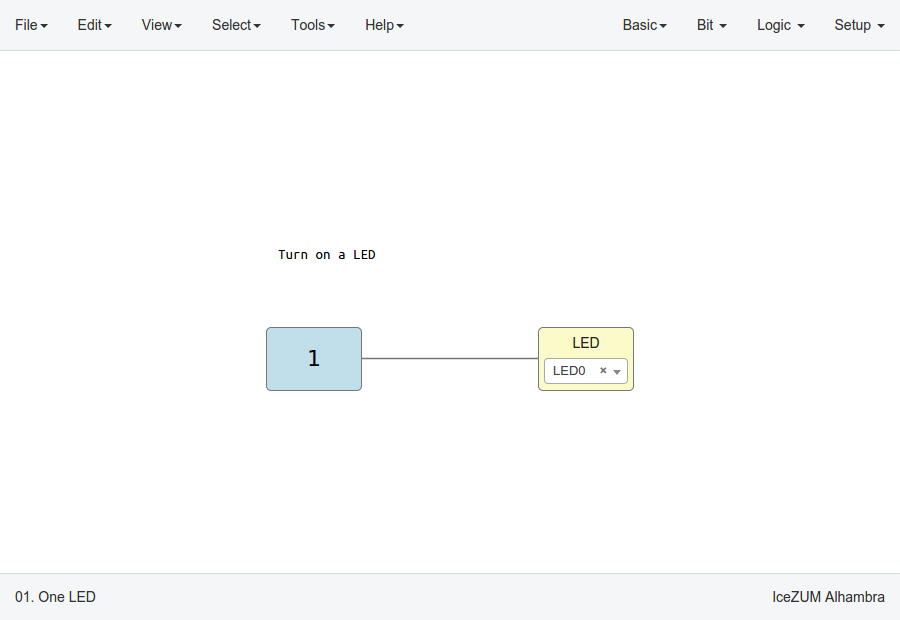 File Edit View Select Tools Help Basic Bit Logic Setup
Turn on a LED
1
LED
LED0 ×
01. One LED
IceZUM Alhambra